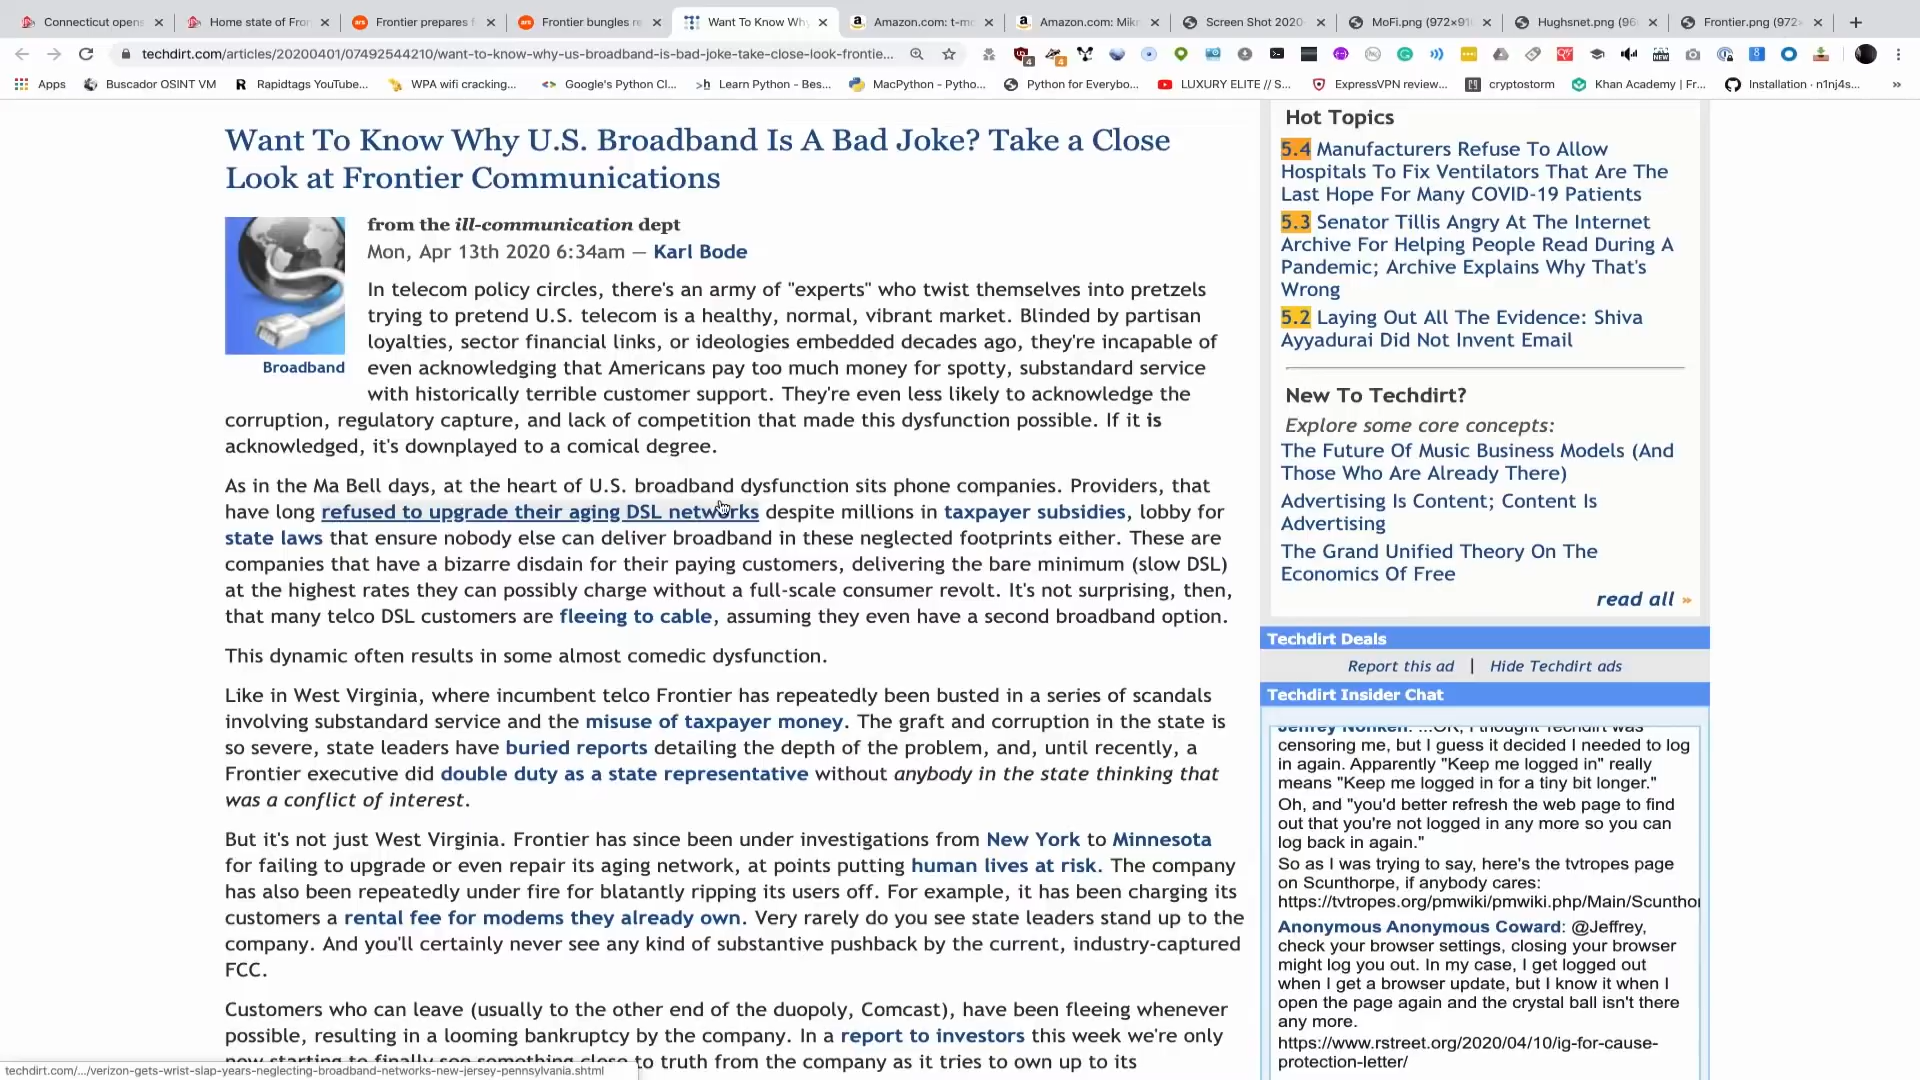 Connecticut opens
Home state of Fron
Frontier prepares f
Frontier bungles re
Want To Know Why
Amazon.com: t-mo
Amazon.com: Mikr
Screen Shot 2020-
MoFi.png (972×91
Hughsnet.png (96
Frontier.png (972×
techdirt.com/articles/20200401/07492544210/want-to-know-why-us-broadband-is-bad-joke-take-close-look-frontie...
Apps
Buscador OSINT VM
Rapidtags YouTube...
WPA wifi cracking...
Google's Python Cl...
Learn Python - Bes...
MacPython - Pytho...
Python for Everybo...
LUXURY ELITE // S...
ExpressVPN review...
cryptostorm
Khan Academy | Fr...
Installation · n1nj4s...
Want To Know Why U.S. Broadband Is A Bad Joke? Take a Close
Look at Frontier Communications
from the ill-communication dept
Mon, Apr 13th 2020 6:34am — Karl Bode
Broadband
In telecom policy circles, there's an army of "experts" who twist themselves into pretzels
trying to pretend U.S. telecom is a healthy, normal, vibrant market. Blinded by partisan
loyalties, sector financial links, or ideologies embedded decades ago, they're incapable of
even acknowledging that Americans pay too much money for spotty, substandard service
with historically terrible customer support. They're even less likely to acknowledge the
corruption, regulatory capture, and lack of competition that made this dysfunction possible. If it is
acknowledged, it's downplayed to a comical degree.
As in the Ma Bell days, at the heart of U.S. broadband dysfunction sits phone companies. Providers, that
have long refused to upgrade their aging DSL networks despite millions in taxpayer subsidies, lobby for
state laws that ensure nobody else can deliver broadband in these neglected footprints either. These are
companies that have a bizarre disdain for their paying customers, delivering the bare minimum (slow DSL)
at the highest rates they can possibly charge without a full-scale consumer revolt. It's not surprising, then,
that many telco DSL customers are fleeing to cable, assuming they even have a second broadband option.
This dynamic often results in some almost comedic dysfunction.
Like in West Virginia, where incumbent telco Frontier has repeatedly been busted in a series of scandals
involving substandard service and the misuse of taxpayer money. The graft and corruption in the state is
so severe, state leaders have buried reports detailing the depth of the problem, and, until recently, a
Frontier executive did double duty as a state representative without anybody in the state thinking that
was a conflict of interest.
But it's not just West Virginia. Frontier has since been under investigations from New York to Minnesota
for failing to upgrade or even repair its aging network, at points putting human lives at risk. The company
has also been repeatedly under fire for blatantly ripping its users off. For example, it has been charging its
customers a rental fee for modems they already own. Very rarely do you see state leaders stand up to the
company. And you'll certainly never see any kind of substantive pushback by the current, industry-captured
FCC.
Customers who can leave (usually to the other end of the duopoly, Comcast), have been fleeing whenever
possible, resulting in a looming bankruptcy by the company. In a report to investors this week we're only
now starting to finally see something close to truth from the company as it tries to own up to its
techdirt.com/.../verizon-gets-wrist-slap-years-neglecting-broadband-networks-new-jersey-pennsylvania.shtml
Hot Topics
5.4 Manufacturers Refuse To Allow
Hospitals To Fix Ventilators That Are The
Last Hope For Many COVID-19 Patients
5.3 Senator Tillis Angry At The Internet
Archive For Helping People Read During A
Pandemic; Archive Explains Why That's
Wrong
5.2 Laying Out All The Evidence: Shiva
Ayyadurai Did Not Invent Email
New To Techdirt?
Explore some core concepts:
The Future Of Music Business Models (And
Those Who Are Already There)
Advertising Is Content; Content Is
Advertising
The Grand Unified Theory On The
Economics Of Free
read all »
Techdirt Deals
Report this ad | Hide Techdirt ads
Techdirt Insider Chat
Jeffrey Nonken: ...OK, I thought Techdirt was
censoring me, but I guess it decided I needed to log
in again. Apparently "Keep me logged in" really
means "Keep me logged in for a tiny bit longer."
Oh, and "you'd better refresh the web page to find
out that you're not logged in any more so you can
log back in again."
So as I was trying to say, here's the tvtropes page
on Scunthorpe, if anybody cares:
https://tvtropes.org/pmwiki/pmwiki.php/Main/Scuntho
Anonymous Anonymous Coward: @Jeffrey,
check your browser settings, closing your browser
might log you out. In my case, I get logged out
when I get a browser update, but I know it when I
open the page again and the crystal ball isn't there
any more.
https://www.rstreet.org/2020/04/10/ig-for-cause-
protection-letter/